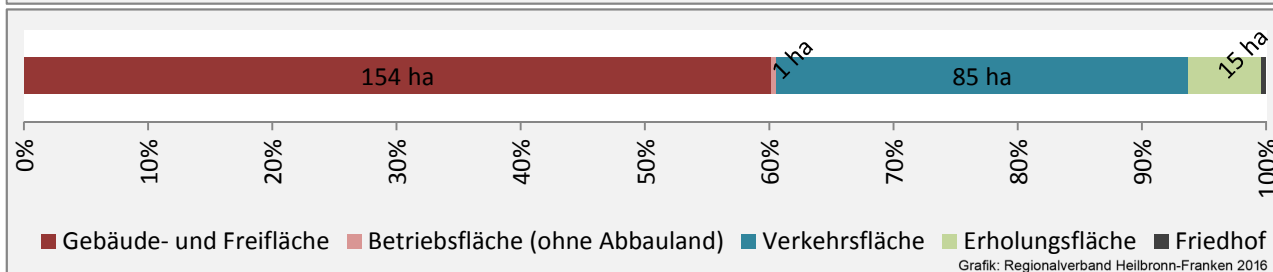 154 ha 1 ha 85 ha 15 ha
0% 10% 20% 30% 40% 50% 60% 70% 80% 90% 100%
Gebäude- und Freifläche Betriebsfläche (ohne Abbauland) Verkehrsfläche Erholungsfläche Friedhof
Grafik: Regionalverband Heilbronn-Franken 2016